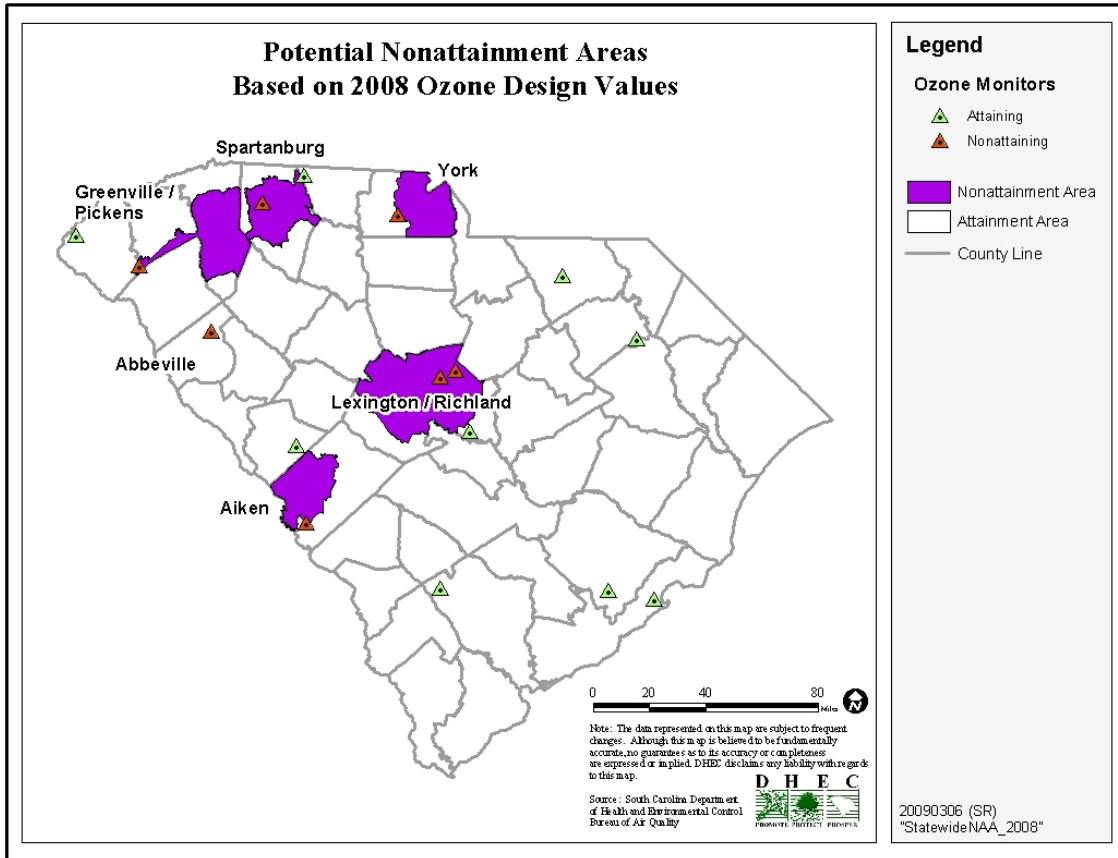 Potential Nonattainment Areas
Based on 2008 Ozone Design Values
Spartanburg
York
Greenville /
Pickens
Abbeville
Lexington / Richland
Aiken
0 20 40 80
Miles
N
Note: The data represented on this map are subject to frequent
changes. Although this map is believed to be fundamentally
accurate, no guarantees as to its accuracy or completeness
are expressed or implied. DHEC disclaims any liability with regards
to this map.
Source: South Carolina Department
of Health and Environmental Control
Bureau of Air Quality
D H E C
PROMOTE PROTECT PROSPER
Legend
Ozone Monitors
Attaining
Nonattaining
Nonattainment Area
Attainment Area
County Line
20090306 (SR)
"StatewideNAA_2008"